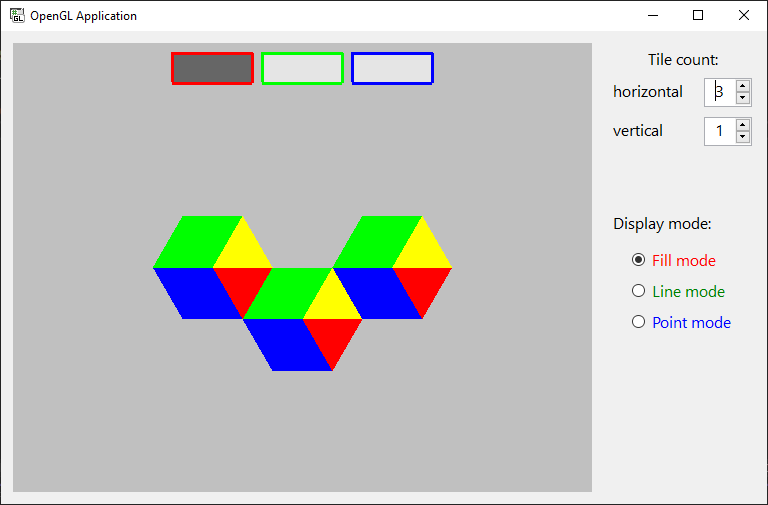 OpenGL Application
Tile count:
horizontal 3
vertical 1
Display mode:
Fill mode
Line mode
Point mode